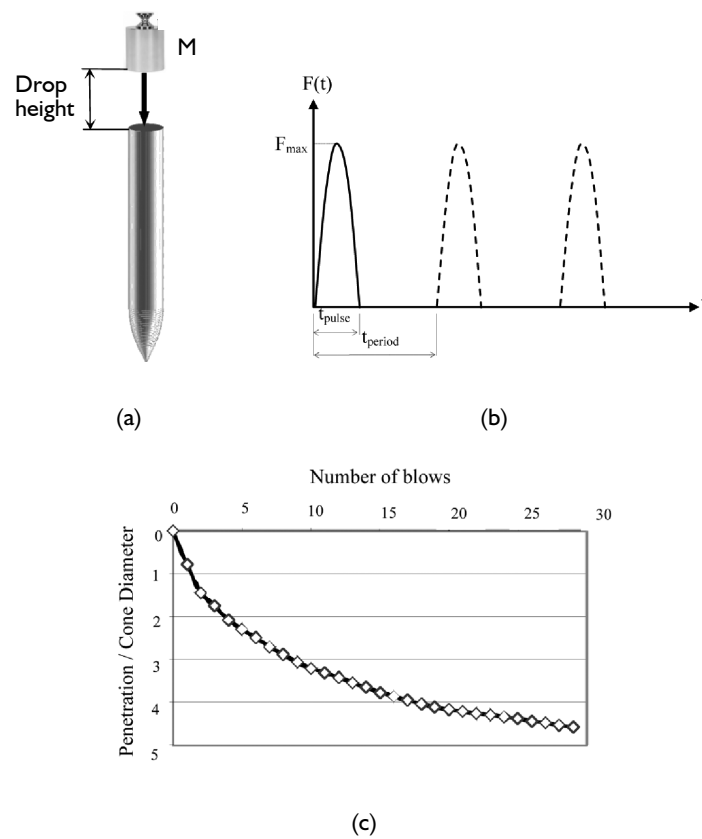 M
Drop
height
F(t)
Fmax
tpulse
tperiod
(a)
(b)
Number of blows
0 5 10 15 20 25 30
0
1
2
3
4
5
Penetration / Cone Diameter
(c)